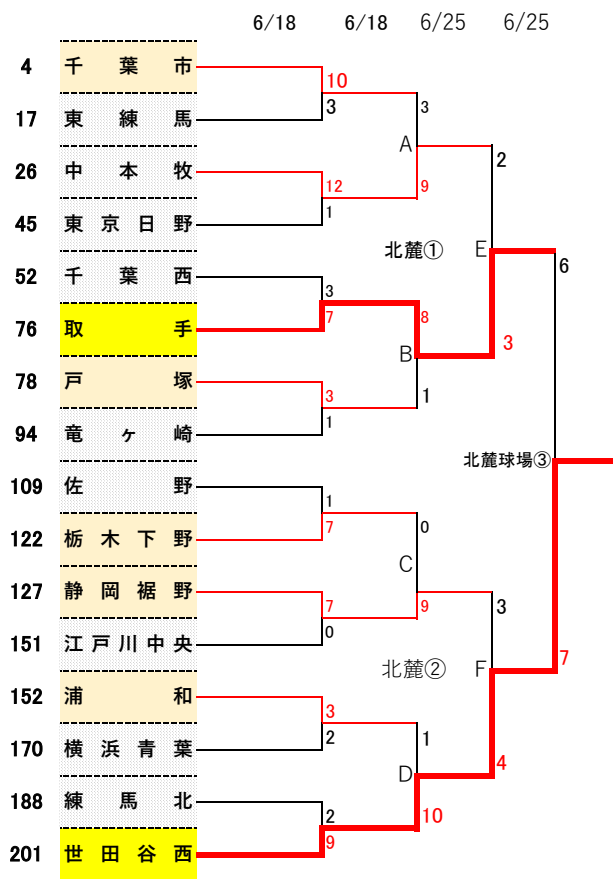 6/18 6/18 6/25 6/25
4 千葉市
10
3
17 東練馬
3
A
2
26 中本牧
12
9
1
45 東京日野
北麓① E
6
52 千葉西
3
76 取手
7
8
3
B
78 戸塚
3
1
1
94 竜ヶ崎
北麓球場③
109 佐野
1
0
122 栃木下野
7
C
127 静岡裾野
7
9
3
0
151 江戸川中央
北麓② F
7
152 浦和
3
2
1
4
170 横浜青葉
D
188 練馬北
2
10
9
201 世田谷西